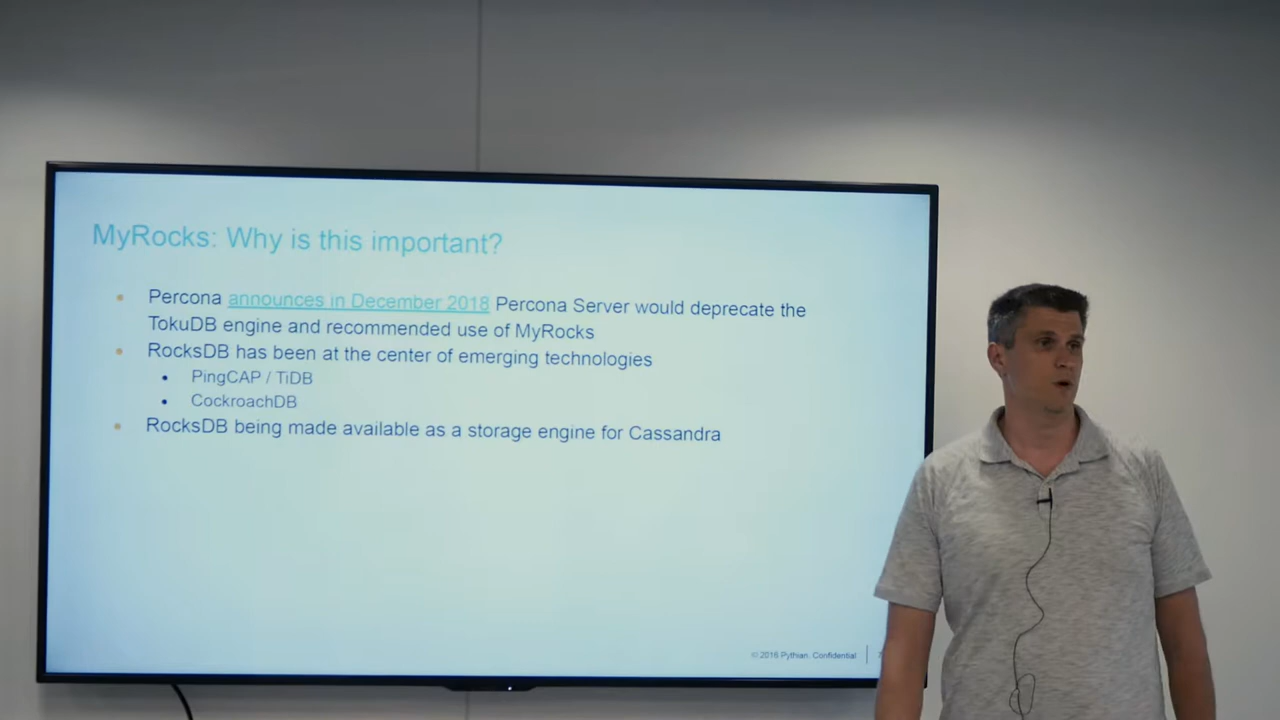 MyRocks: Why is this important?
Percona announces in December 2018 Percona Server would deprecate the
TokuDB engine and recommended use of MyRocks
RocksDB has been at the center of emerging technologies
PingCAP / TiDB
CockroachDB
RocksDB being made available as a storage engine for Cassandra
© 2016 Pythian. Confidential